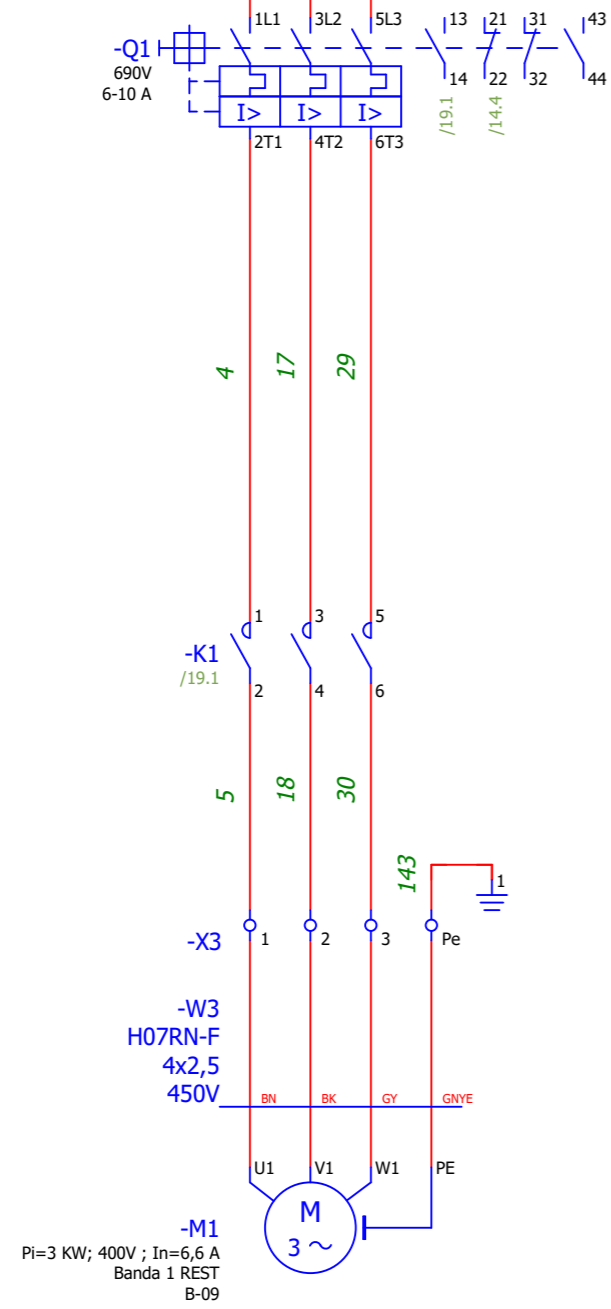 1L1 3L2 5L3 13 21 31 43
-Q1
690V
6-10 A
14 22 32 44
/19.1 /14.4
I> I> I>
2T1 4T2 6T3
4 17 29
1 3 5
-K1
/19.1
2 4 6
5 18 30
143
1
-X3 1 2 3 Pe
-W3
H07RN-F
4x2,5
450V
BN BK GY GNYE
U1 V1 W1 PE
M
3 ~
-M1
Pi=3 KW; 400V ; In=6,6 A
Banda 1 REST
B-09